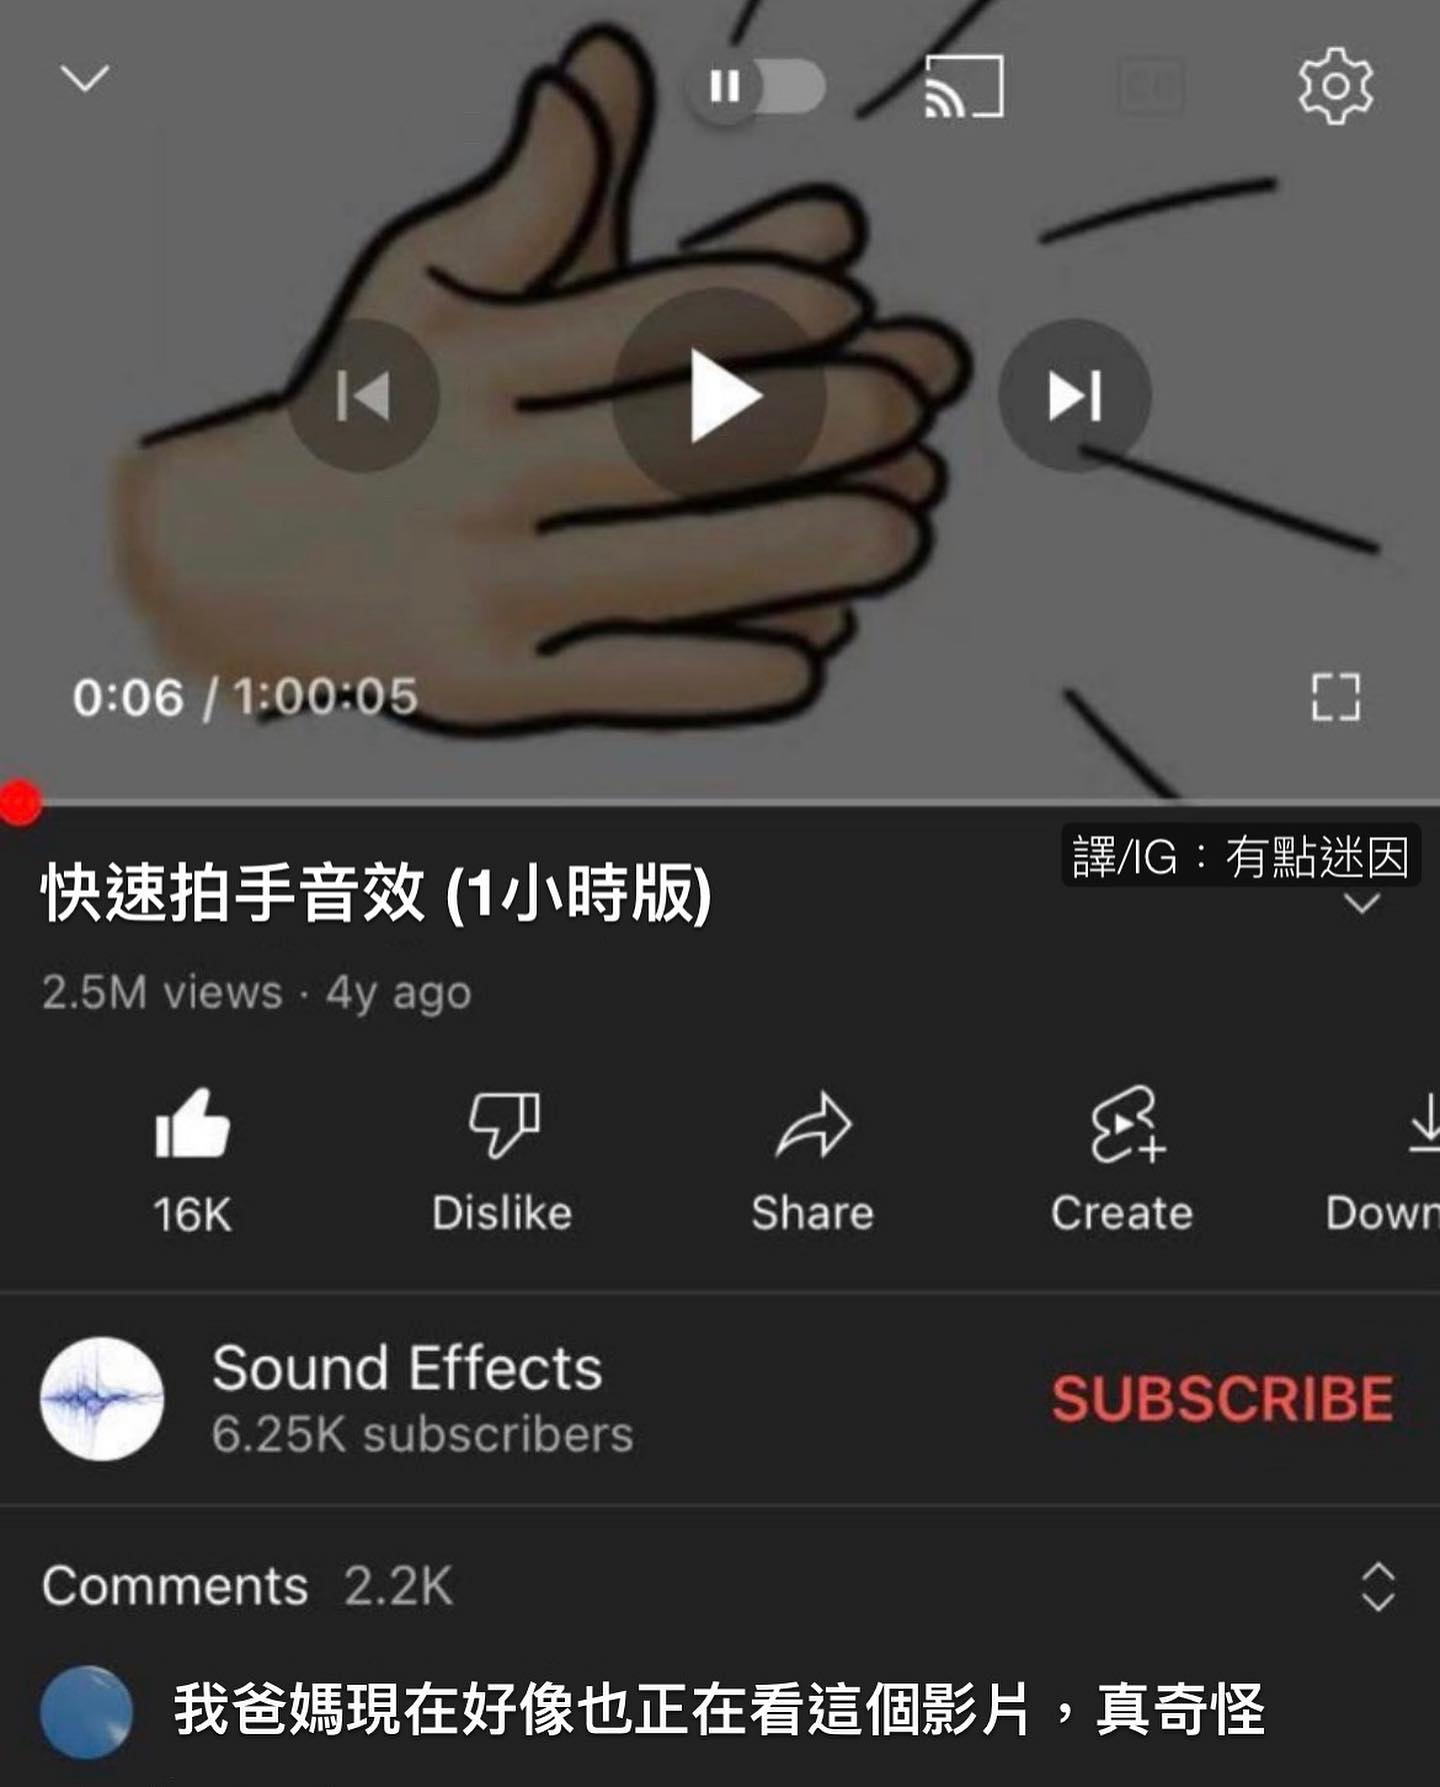 0:06 / 1:00:05
譯/IG：有點迷因
快速拍手音效 (1小時版)
2.5M views · 4y ago
16K
Dislike
Share
Create
Down
Sound Effects
6.25K subscribers
SUBSCRIBE
Comments 2.2K
我爸媽現在好像也正在看這個影片，真奇怪